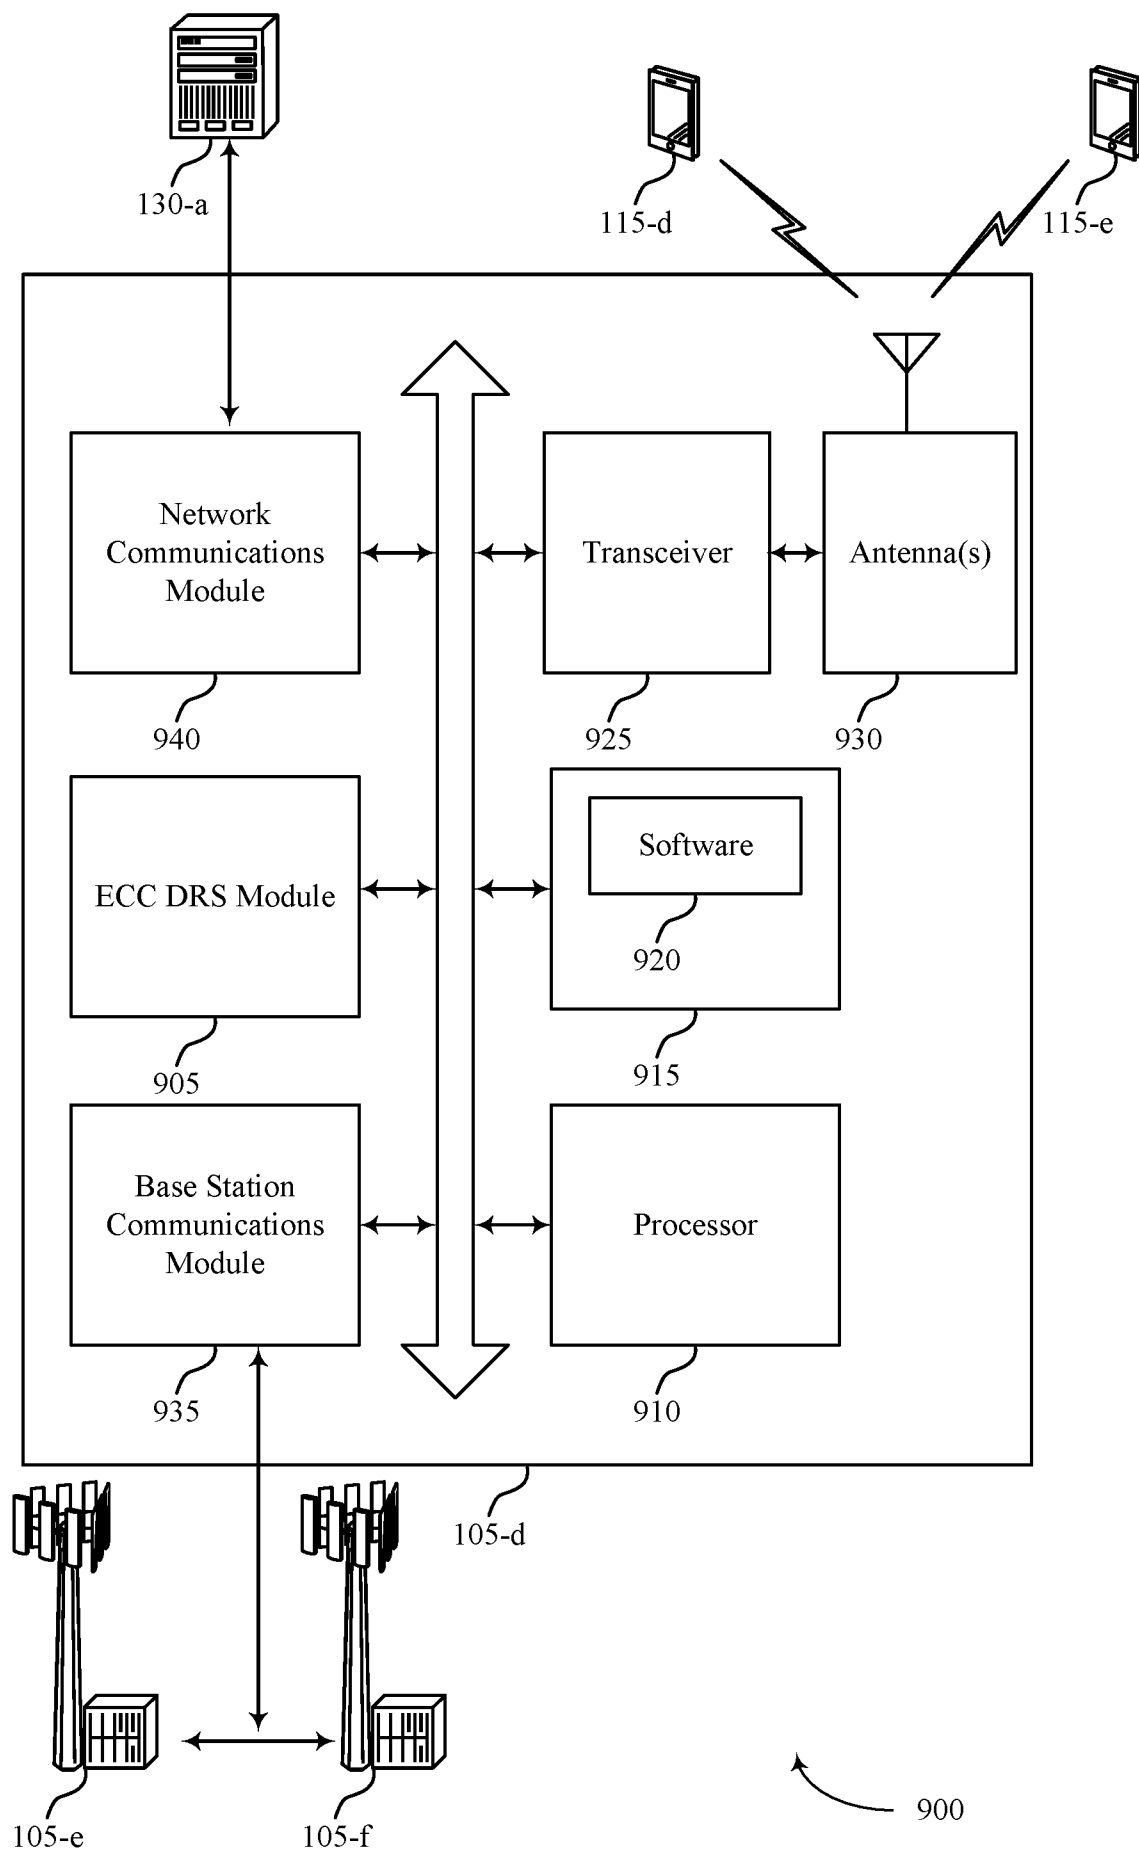 130-a
115-d
115-e
Network
Communications
Module
Transceiver
Antenna(s)
940
925
930
ECC DRS Module
Software
920
905
915
Base Station
Communications
Module
Processor
935
910
105-d
105-e
105-f
900